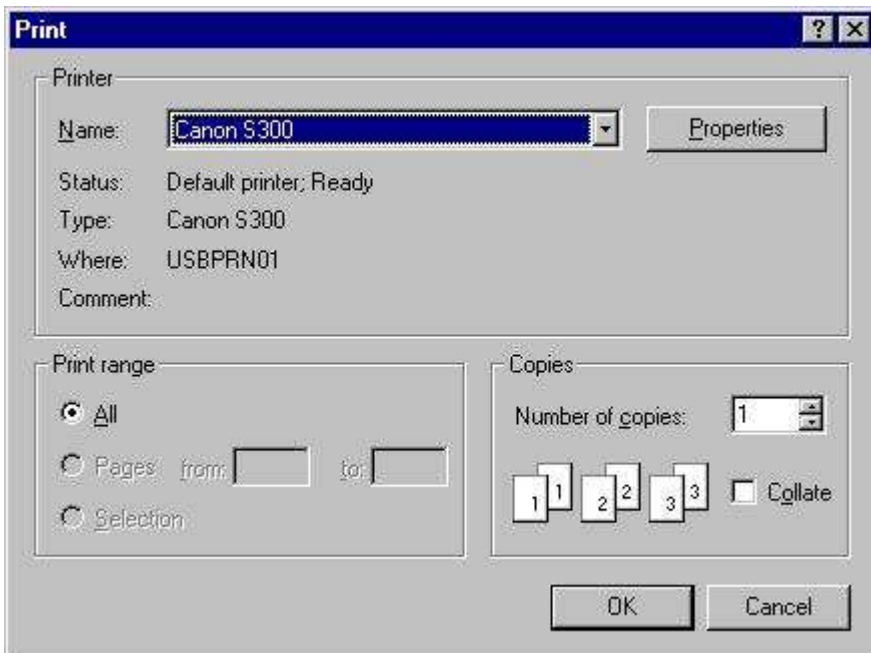 Print
Printer
Name: Canon S300 Properties
Status: Default printer; Ready
Type: Canon S300
Where: USBPRN01
Comment:
Print range
All
Pages from: to:
Selection
Copies
Number of copies: 1
1 1 2 2 3 3 Collate
OK Cancel